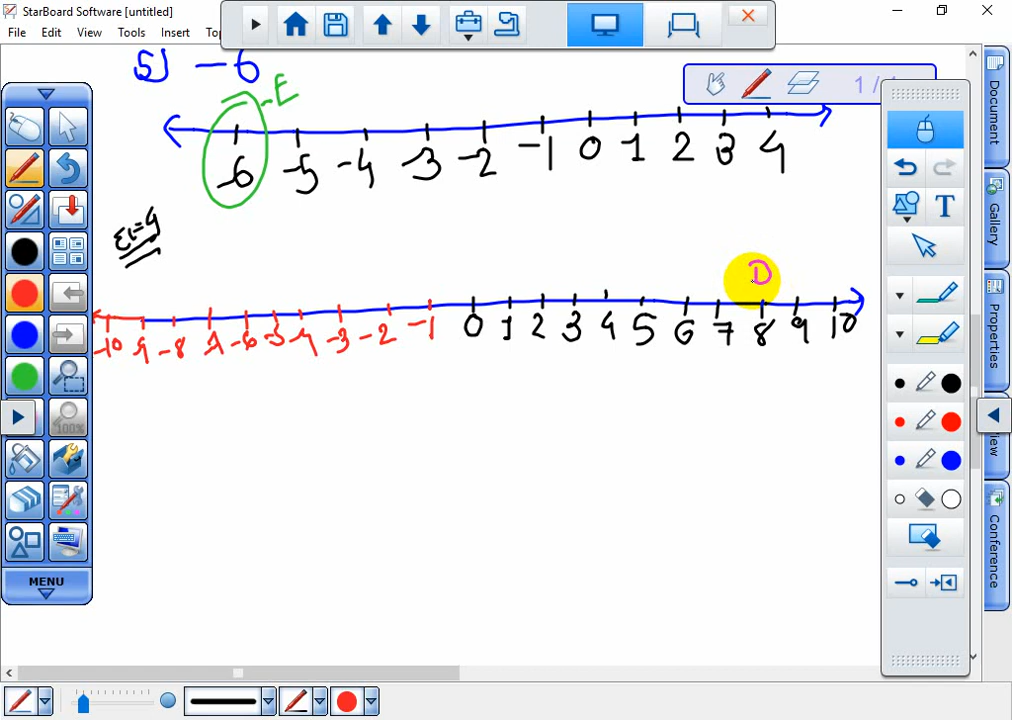 StarBoard Software [untitled]
File Edit View Tools Insert
5) -6
E
1 /
-6 -5 -4 -3 -2 -1 0 1 2 3 4
D
-10 -9 -8 -7 -6 -5 -4 -3 -2 -1 0 1 2 3 4 5 6 7 8 9 10
100%
MENU
T
Document
Gallery
Properties
Conference